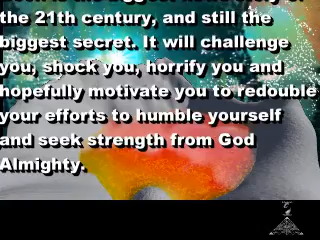 the 21th century, and still the
biggest secret. It will challenge
you, shock you, horrify you and
hopefully motivate you to redouble
your efforts to humble yourself
and seek strength from God
Almighty.